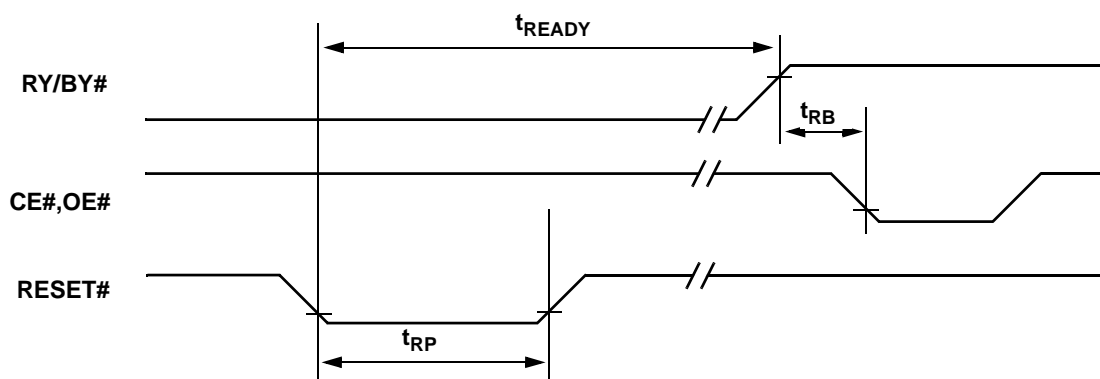 tREADY
RY/BY#
tRB
CE#,OE#
RESET#
tRP